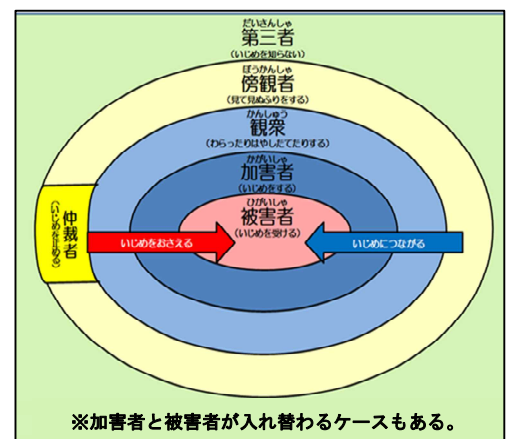 だいさんしゃ
第三者
(いじめを知らない)
ぼうかんしゃ
傍観者
(見て見ぬふりをする)
かんしゅう
観衆
(わらったりはやしたてたりする)
かがいしゃ
加害者
(いじめをする)
ひがいしゃ
被害者
(いじめを受ける)
仲裁者
(いじめを止める)
いじめをおさえる
いじめにつながる
※加害者と被害者が入れ替わるケースもある。